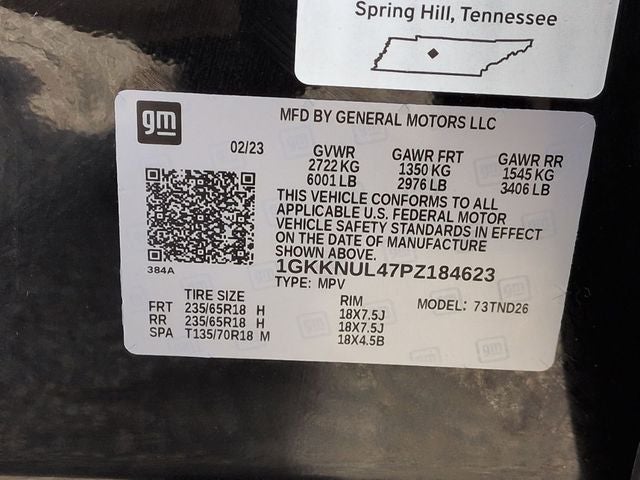 Spring Hill, Tennessee
gm
MFD BY GENERAL MOTORS LLC
02/23
GVWR GAWR FRT GAWR RR
2722 KG 1350 KG 1545 KG
6001 LB 2976 LB 3406 LB
THIS VEHICLE CONFORMS TO ALL
APPLICABLE U.S. FEDERAL MOTOR
VEHICLE SAFETY STANDARDS IN EFFECT
ON THE DATE OF MANUFACTURE
SHOWN ABOVE.
1GKKNUL47PZ184623
384A
TYPE: MPV
TIRE SIZE RIM MODEL: 73TND26
FRT 235/65R18 H 18X7.5J
RR 235/65R18 H 18X7.5J
SPA T135/70R18 M 18X4.5B